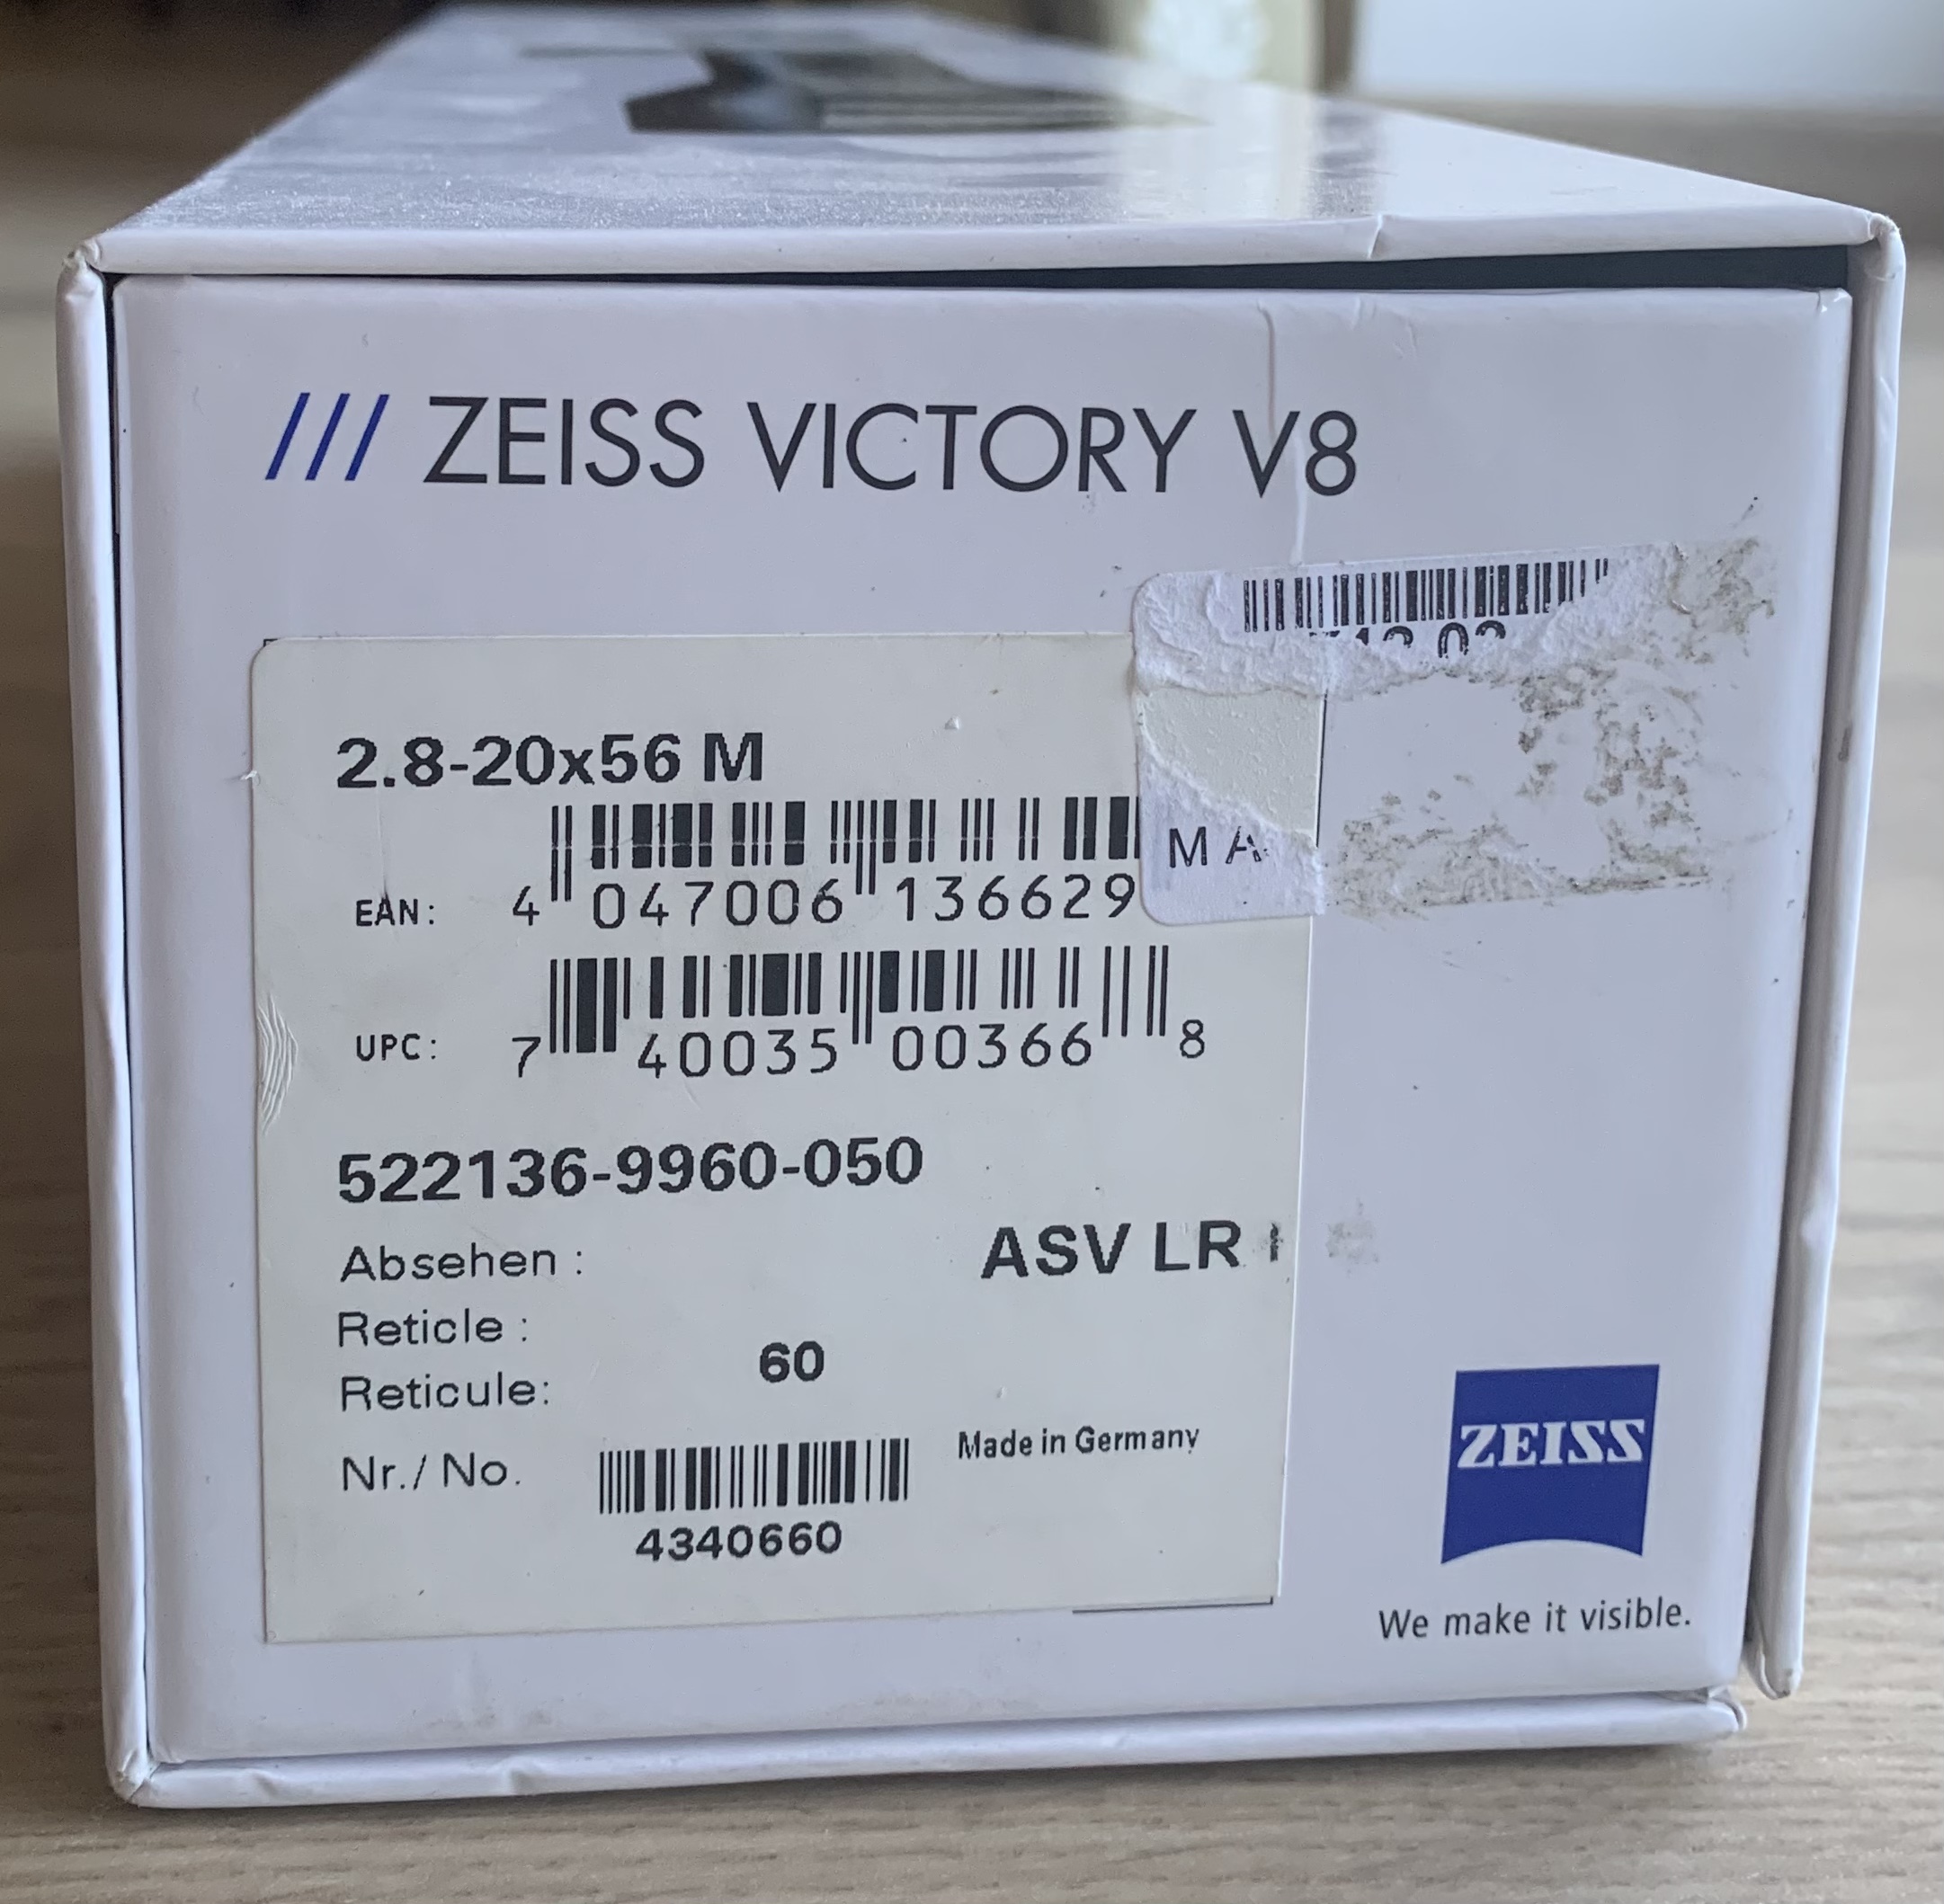 /// ZEISS VICTORY V8
2.8-20x56 M
M A
EAN: 4 047006 136629
UPC: 7 40035 00366 8
522136-9960-050
Absehen : ASV LR
Reticle :
60
Reticule:
Nr./ No.
Made in Germany
4340660
ZEISS
We make it visible.